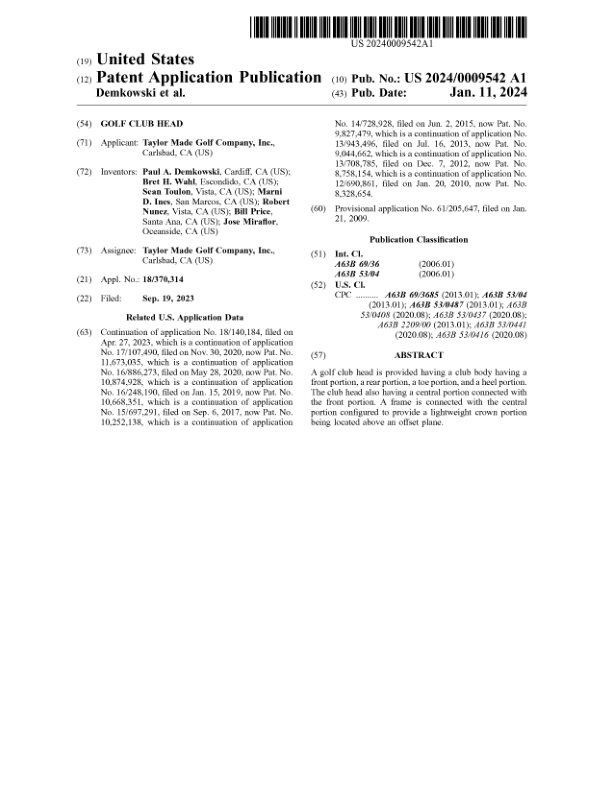 US 20240009542A1
(19) United States
(12) Patent Application Publication (10) Pub. No.: US 2024/0009542 A1
Demkowski et al. (43) Pub. Date: Jan. 11, 2024
(54) GOLF CLUB HEAD
(71) Applicant: Taylor Made Golf Company, Inc.,
Carlsbad, CA (US)
(72) Inventors: Paul A. Demkowski, Cardiff, CA (US);
Bret H. Wahl, Escondido, CA (US);
Sean Toulon, Vista, CA (US); Marni
D. Ines, San Marcos, CA (US); Robert
Nunez, Vista, CA (US); Bill Price,
Santa Ana, CA (US); Jose Miraflor,
Oceanside, CA (US)
(73) Assignee: Taylor Made Golf Company, Inc.,
Carlsbad, CA (US)
(21) Appl. No.: 18/370,314
(22) Filed: Sep. 19, 2023
Related U.S. Application Data
(63) Continuation of application No. 18/140,184, filed on
Apr. 27, 2023, which is a continuation of application
No. 17/107,490, filed on Nov. 30, 2020, now Pat. No.
11,673,035, which is a continuation of application
No. 16/886,273, filed on May 28, 2020, now Pat. No.
10,874,928, which is a continuation of application
No. 16/248,190, filed on Jan. 15, 2019, now Pat. No.
10,668,351, which is a continuation of application
No. 15/697,291, filed on Sep. 6, 2017, now Pat. No.
10,252,138, which is a continuation of application
No. 14/728,928, filed on Jun. 2, 2015, now Pat. No.
9,827,479, which is a continuation of application No.
13/943,496, filed on Jul. 16, 2013, now Pat. No.
9,044,662, which is a continuation of application No.
13/708,785, filed on Dec. 7, 2012, now Pat. No.
8,758,154, which is a continuation of application No.
12/690,861, filed on Jan. 20, 2010, now Pat. No.
8,328,654.
(60) Provisional application No. 61/205,647, filed on Jan.
21, 2009.
Publication Classification
(51) Int. Cl.
A63B 69/36 (2006.01)
A63B 53/04 (2006.01)
(52) U.S. Cl.
CPC .......... A63B 69/3685 (2013.01); A63B 53/04
(2013.01); A63B 53/0487 (2013.01); A63B
53/0408 (2020.08); A63B 53/0437 (2020.08);
A63B 2209/00 (2013.01); A63B 53/0441
(2020.08); A63B 53/0416 (2020.08)
(57) ABSTRACT
A golf club head is provided having a club body having a
front portion, a rear portion, a toe portion, and a heel portion.
The club head also having a central portion connected with
the front portion. A frame is connected with the central
portion configured to provide a lightweight crown portion
being located above an offset plane.